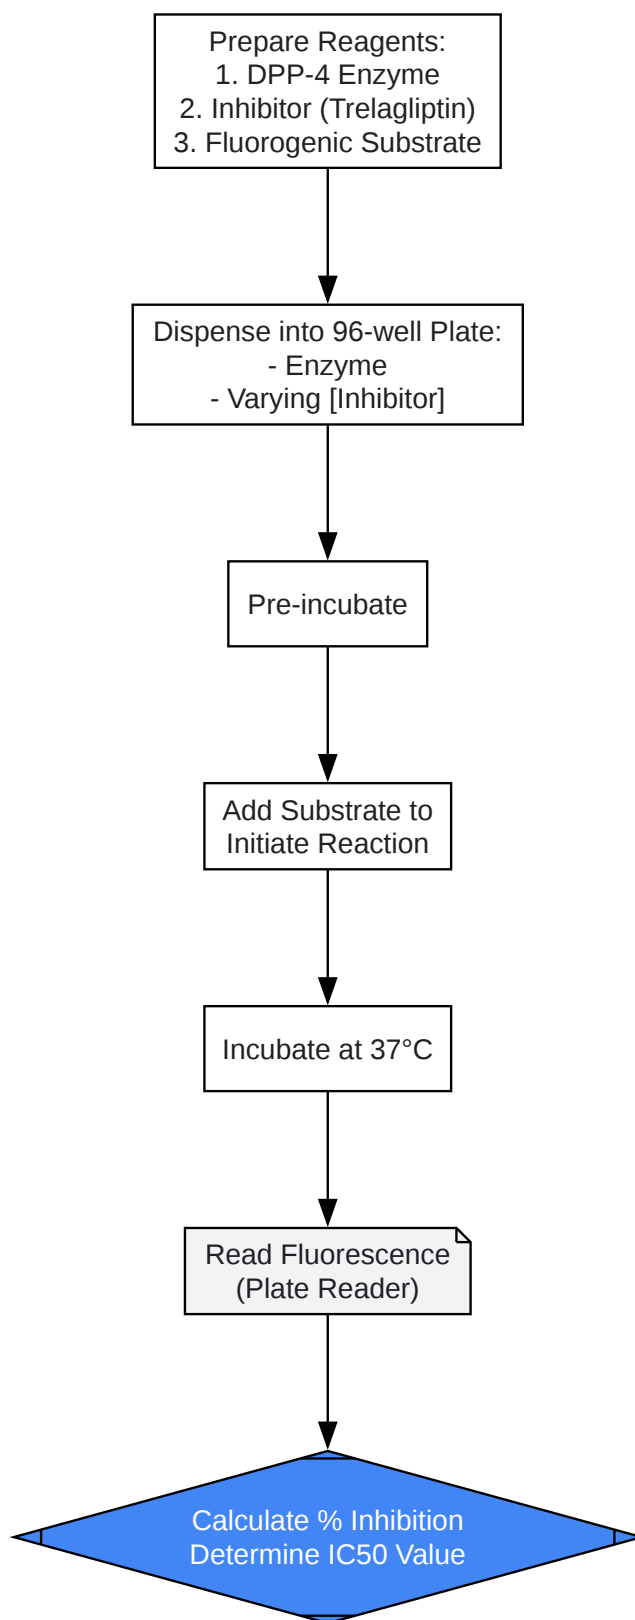 Prepare Reagents:
1. DPP-4 Enzyme
2. Inhibitor (Trelagliptin)
3. Fluorogenic Substrate
Dispense into 96-well Plate:
- Enzyme
- Varying [Inhibitor]
Pre-incubate
Add Substrate to
Initiate Reaction
Incubate at 37°C
Read Fluorescence
(Plate Reader)
Calculate % Inhibition
Determine IC50 Value